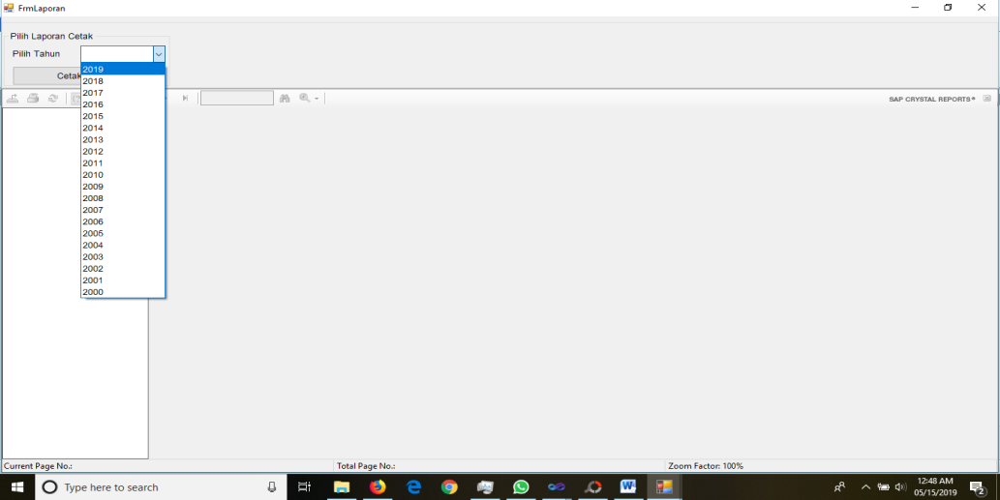 FrmLaporan
Pilih Laporan Cetak
Pilih Tahun
Cetak
2019
2018
2017
2016
2015
2014
2013
2012
2011
2010
2009
2008
2007
2006
2005
2004
2003
2002
2001
2000
SAP CRYSTAL REPORTS®
Current Page No.: Total Page No.: Zoom Factor: 100%
Type here to search
12:48 AM
05/15/2019
2